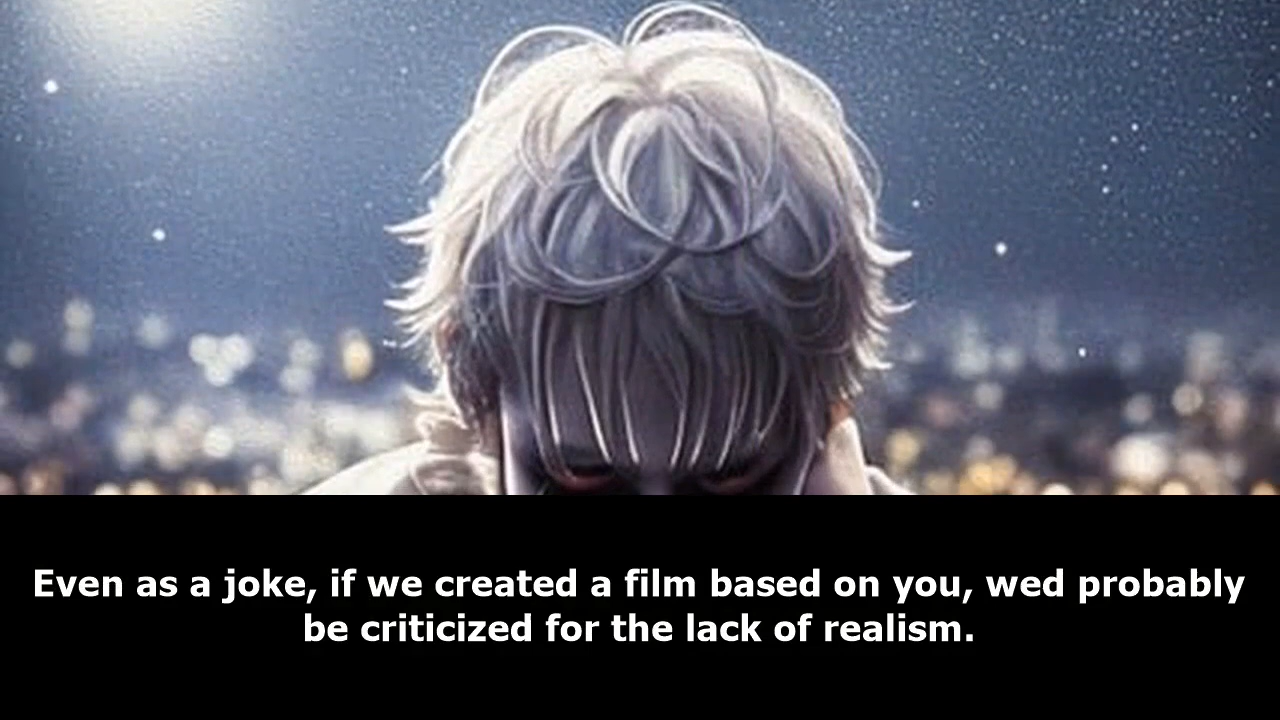 Even as a joke, if we created a film based on you, wed probably
be criticized for the lack of realism.